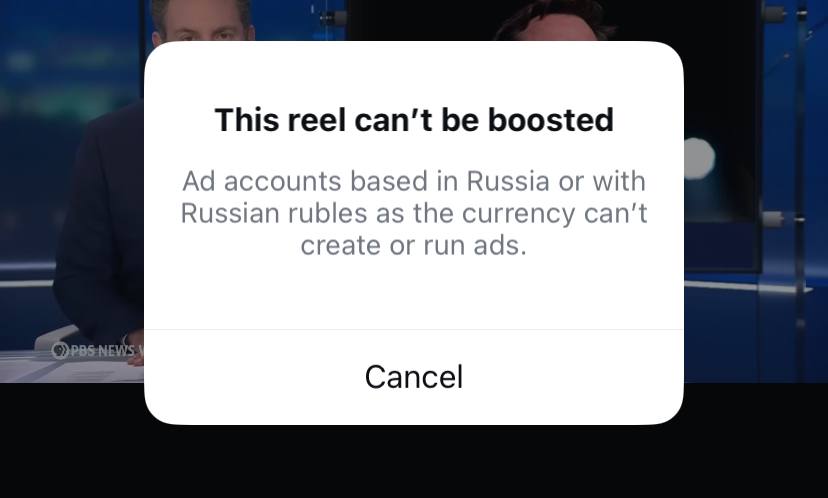 This reel can’t be boosted
Ad accounts based in Russia or with
Russian rubles as the currency can’t
create or run ads.
PBS NEWS
Cancel